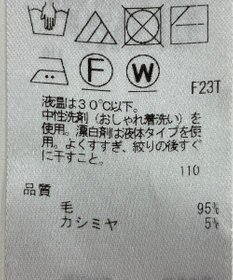 F W F23T
液温は30℃以下。
中性洗剤(おしゃれ着洗い)を
使用。漂白剤は液体タイプを使
用。よくすすぎ、絞りの後すぐ
に干すこと。
110
品質
毛 95%
カシミヤ 5%